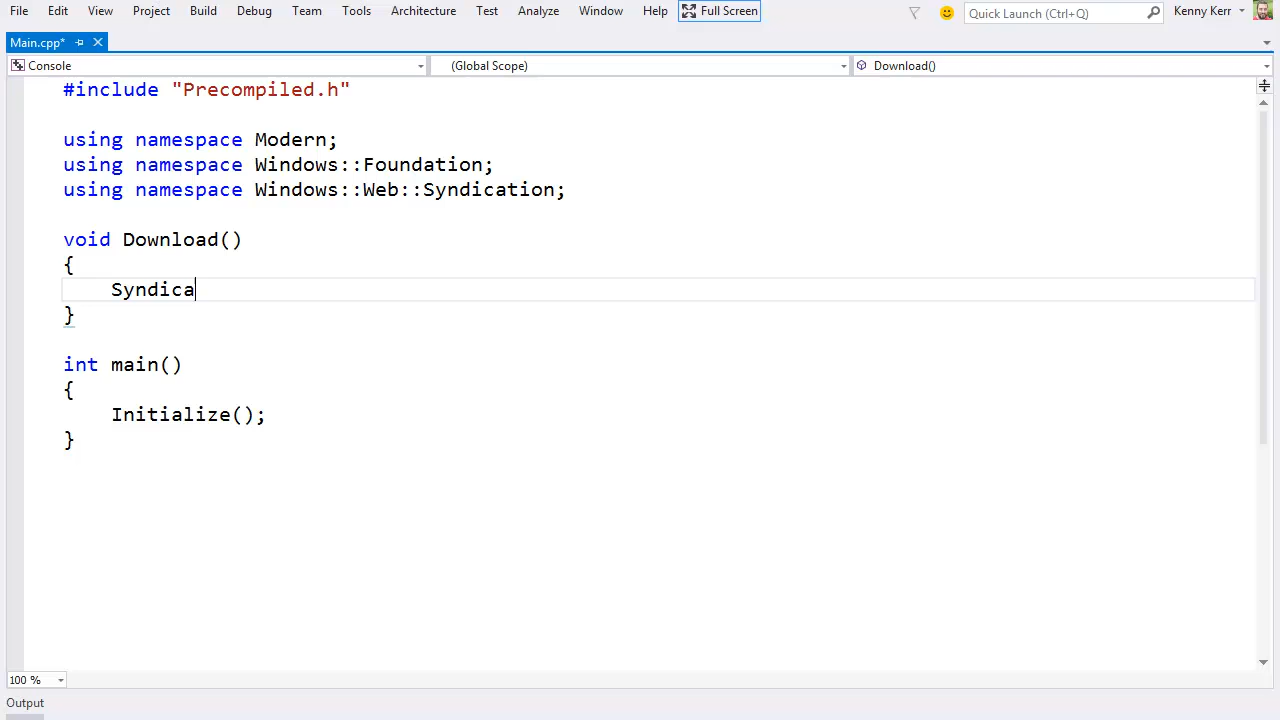 File Edit View Project Build Debug Team Tools Architecture Test Analyze Window Help Full Screen Quick Launch (Ctrl+Q) Kenny Kerr
Main.cpp*
Console (Global Scope) Download()
#include "Precompiled.h"
using namespace Modern;
using namespace Windows::Foundation;
using namespace Windows::Web::Syndication;
void Download()
{
Syndica
}
int main()
{
Initialize();
}
100 %
Output